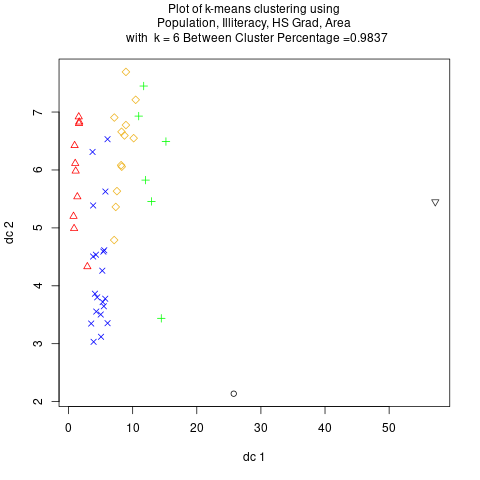 Plot of k-means clustering using
Population, Illiteracy, HS Grad, Area
with k = 6 Between Cluster Percentage =0.9837
7
6
5
4
3
2
dc 2
0 10 20 30 40 50
dc 1